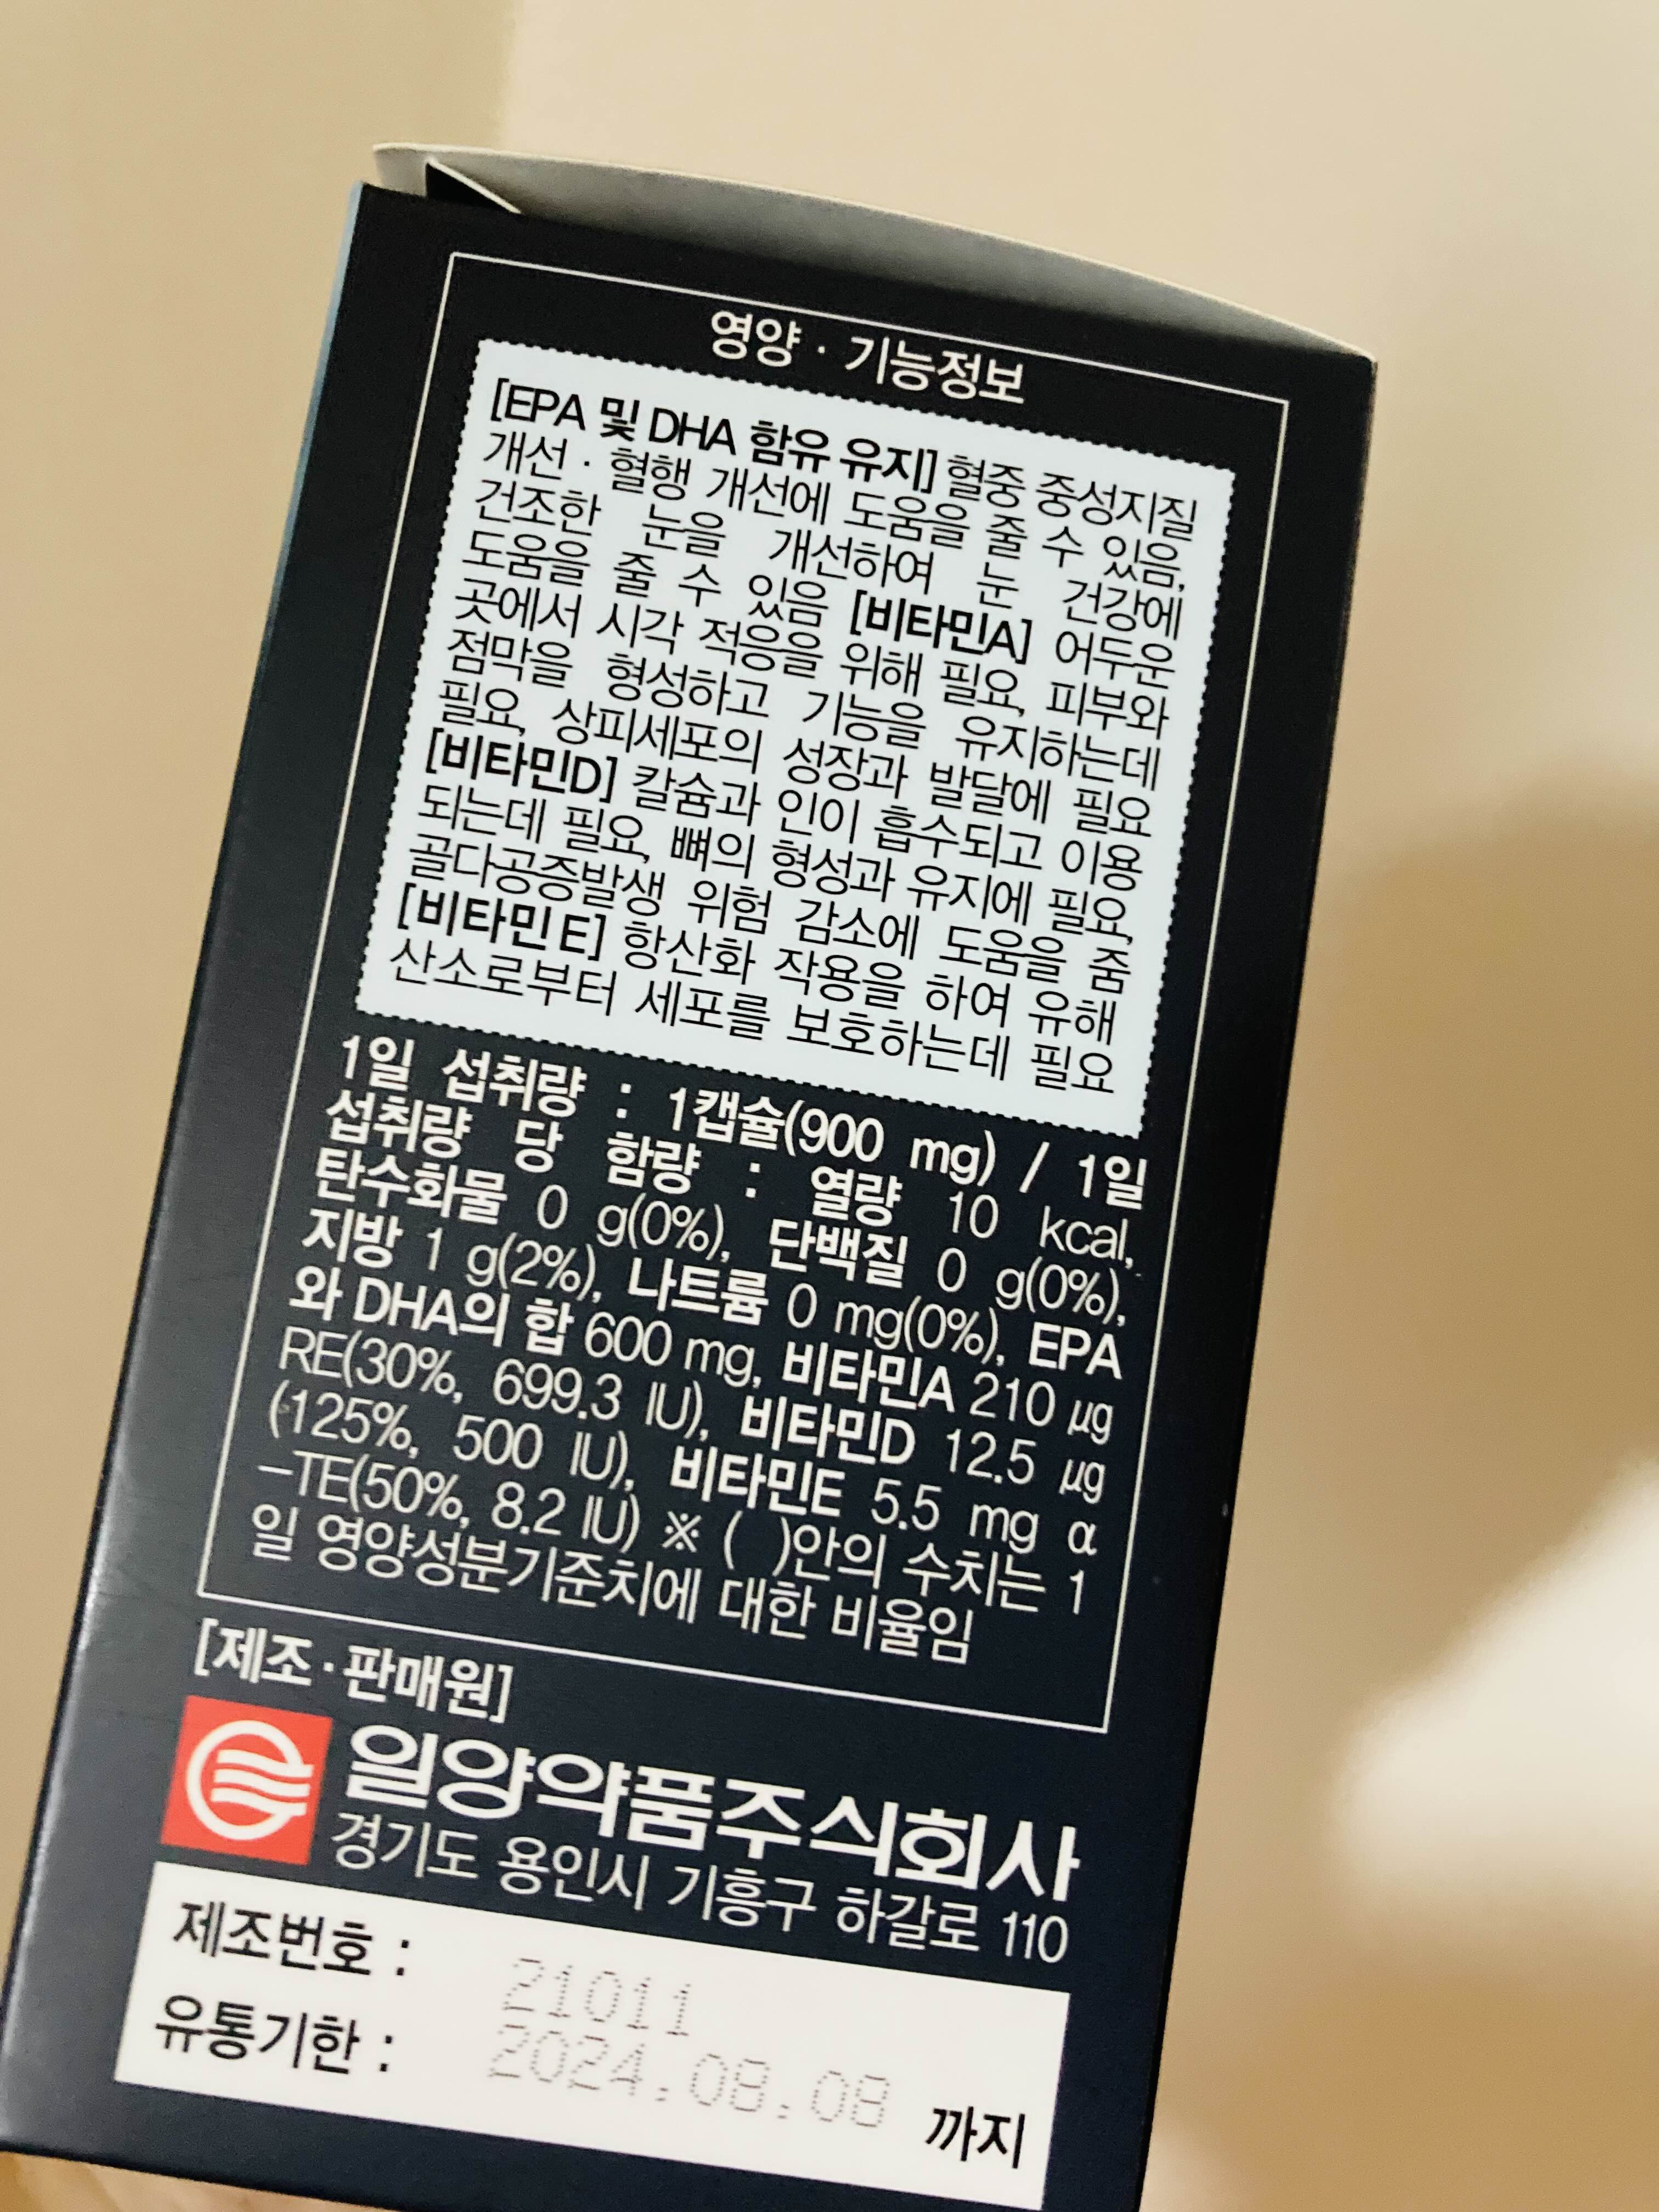 영양 · 기능정보
[EPA 및 DHA 함유 유지] 혈중 중성지질
개선 · 혈행 개선에 도움을 줄 수 있음,
건조한 눈을 개선하여 눈 건강에
도움을 줄 수 있음 [비타민A] 어두운
곳에서 시각 적응을 위해 필요, 피부와
점막을 형성하고 기능을 유지하는데
필요, 상피세포의 성장과 발달에 필요
[비타민D] 칼슘과 인이 흡수되고 이용
되는데 필요, 뼈의 형성과 유지에 필요,
골다공증발생 위험 감소에 도움을 줌
[비타민E] 항산화 작용을 하여 유해
산소로부터 세포를 보호하는데 필요
1일 섭취량 : 1캡슐(900 mg) / 1일
섭취량 당 함량 : 열량 10 kcal,
탄수화물 0 g(0%), 단백질 0 g(0%),
지방 1 g(2%), 나트륨 0 mg(0%), EPA
와 DHA의 합 600 mg, 비타민A 210 μg
RE(30%, 699.3 IU), 비타민D 12.5 μg
(125%, 500 IU), 비타민E 5.5 mg α
-TE(50%, 8.2 IU) ※ ( )안의 수치는 1
일 영양성분기준치에 대한 비율임
[제조·판매원]
일양약품주식회사
경기도 용인시 기흥구 하갈로 110
제조번호 : 21011
유통기한 : 2024.08.08 까지